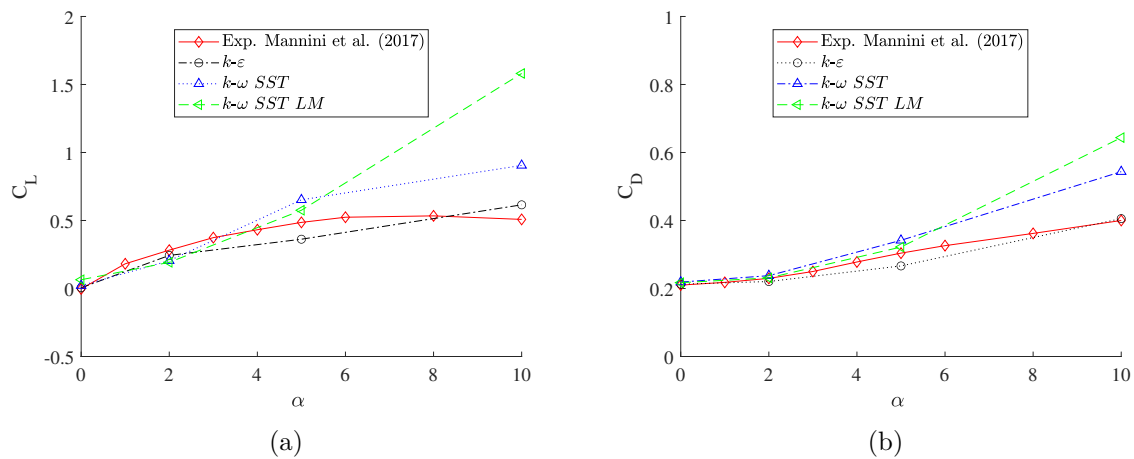 2
1.5
1
0.5
0
-0.5
C_L
0 2 4 6 8 10
α
Exp. Mannini et al. (2017)
k-ε
k-ω SST
k-ω SST LM
(a)
1
0.8
0.6
0.4
0.2
0
C_D
0 2 4 6 8 10
α
Exp. Mannini et al. (2017)
k-ε
k-ω SST
k-ω SST LM
(b)